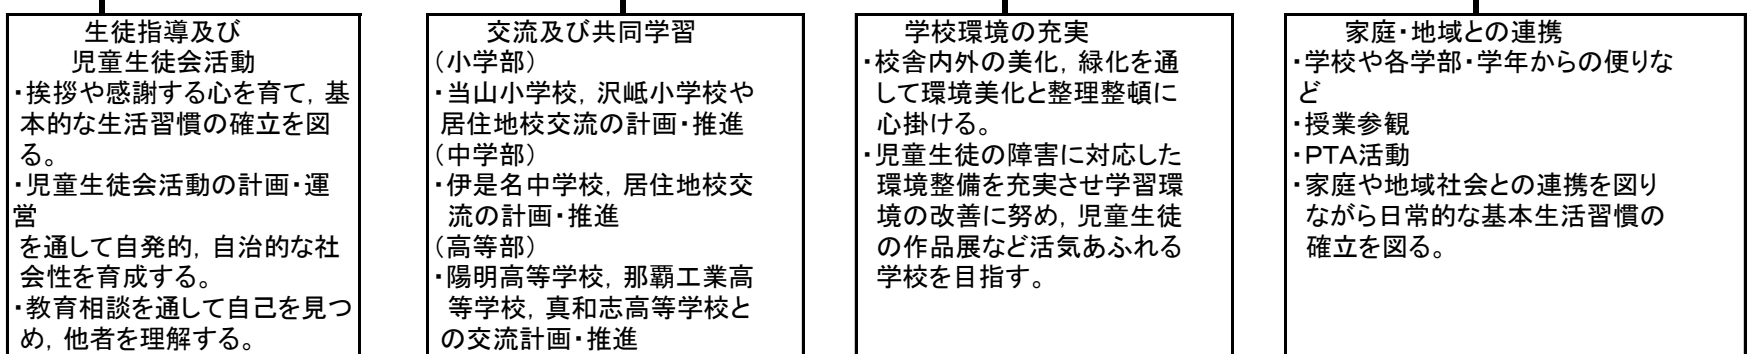 生徒指導及び
児童生徒会活動
・挨拶や感謝する心を育て，基
本的な生活習慣の確立を図
る。
・児童生徒会活動の計画・運
営
を通して自発的，自治的な社
会性を育成する。
・教育相談を通して自己を見つ
め，他者を理解する。
交流及び共同学習
（小学部）
・当山小学校，沢岻小学校や
居住地校交流の計画・推進
（中学部）
・伊是名中学校，居住地校交
流の計画・推進
（高等部）
・陽明高等学校，那覇工業高
等学校，真和志高等学校と
の交流計画・推進
学校環境の充実
・校舎内外の美化，緑化を通
して環境美化と整理整頓に
心掛ける。
・児童生徒の障害に対応した
環境整備を充実させ学習環
境の改善に努め，児童生徒
の作品展など活気あふれる
学校を目指す。
家庭・地域との連携
・学校や各学部・学年からの便りな
ど
・授業参観
・PTA活動
・家庭や地域社会との連携を図り
ながら日常的な基本生活習慣の
確立を図る。